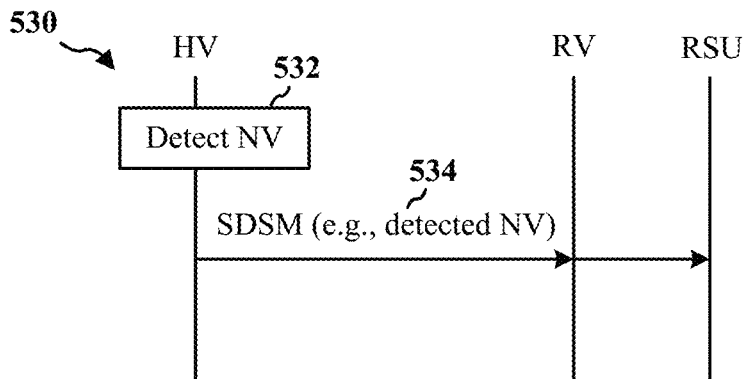 530
HV
RV
RSU
532
Detect NV
534
SDSM (e.g., detected NV)